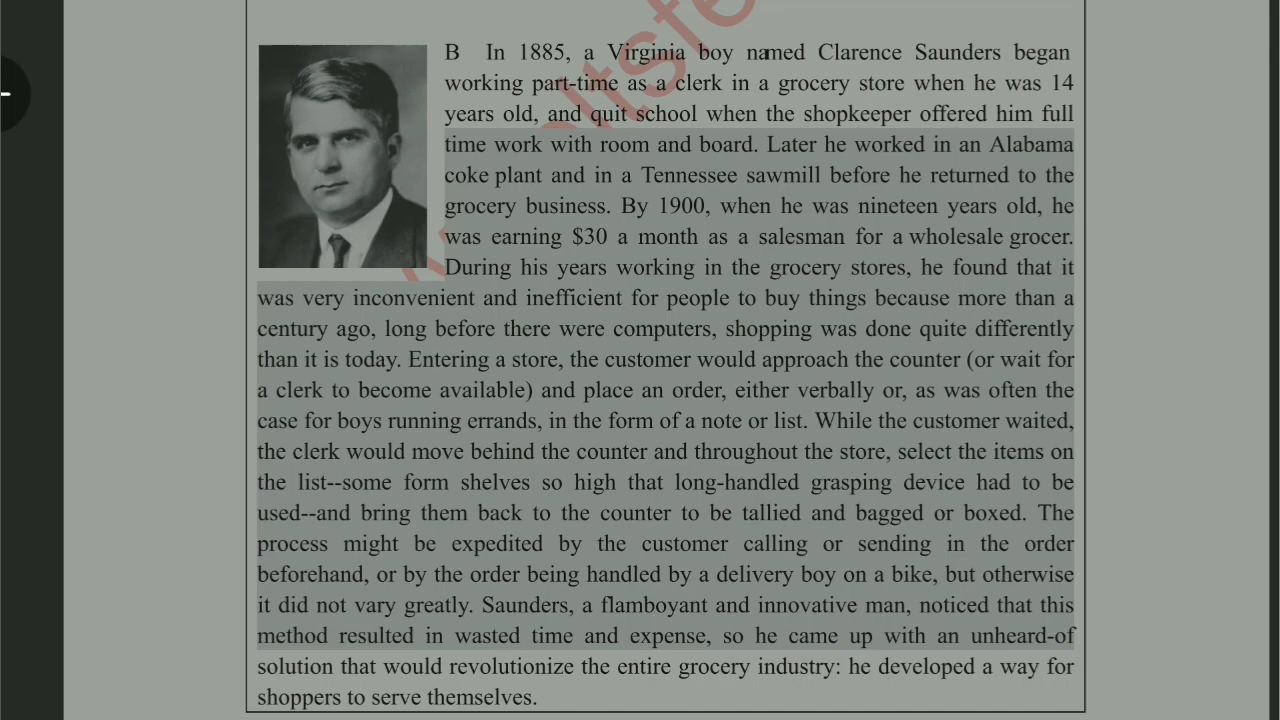 B In 1885, a Virginia boy named Clarence Saunders began
working part-time as a clerk in a grocery store when he was 14
years old, and quit school when the shopkeeper offered him full
time work with room and board. Later he worked in an Alabama
coke plant and in a Tennessee sawmill before he returned to the
grocery business. By 1900, when he was nineteen years old, he
was earning $30 a month as a salesman for a wholesale grocer.
During his years working in the grocery stores, he found that it
was very inconvenient and inefficient for people to buy things because more than a
century ago, long before there were computers, shopping was done quite differently
than it is today. Entering a store, the customer would approach the counter (or wait for
a clerk to become available) and place an order, either verbally or, as was often the
case for boys running errands, in the form of a note or list. While the customer waited,
the clerk would move behind the counter and throughout the store, select the items on
the list--some form shelves so high that long-handled grasping device had to be
used--and bring them back to the counter to be tallied and bagged or boxed. The
process might be expedited by the customer calling or sending in the order
beforehand, or by the order being handled by a delivery boy on a bike, but otherwise
it did not vary greatly. Saunders, a flamboyant and innovative man, noticed that this
method resulted in wasted time and expense, so he came up with an unheard-of
solution that would revolutionize the entire grocery industry: he developed a way for
shoppers to serve themselves.